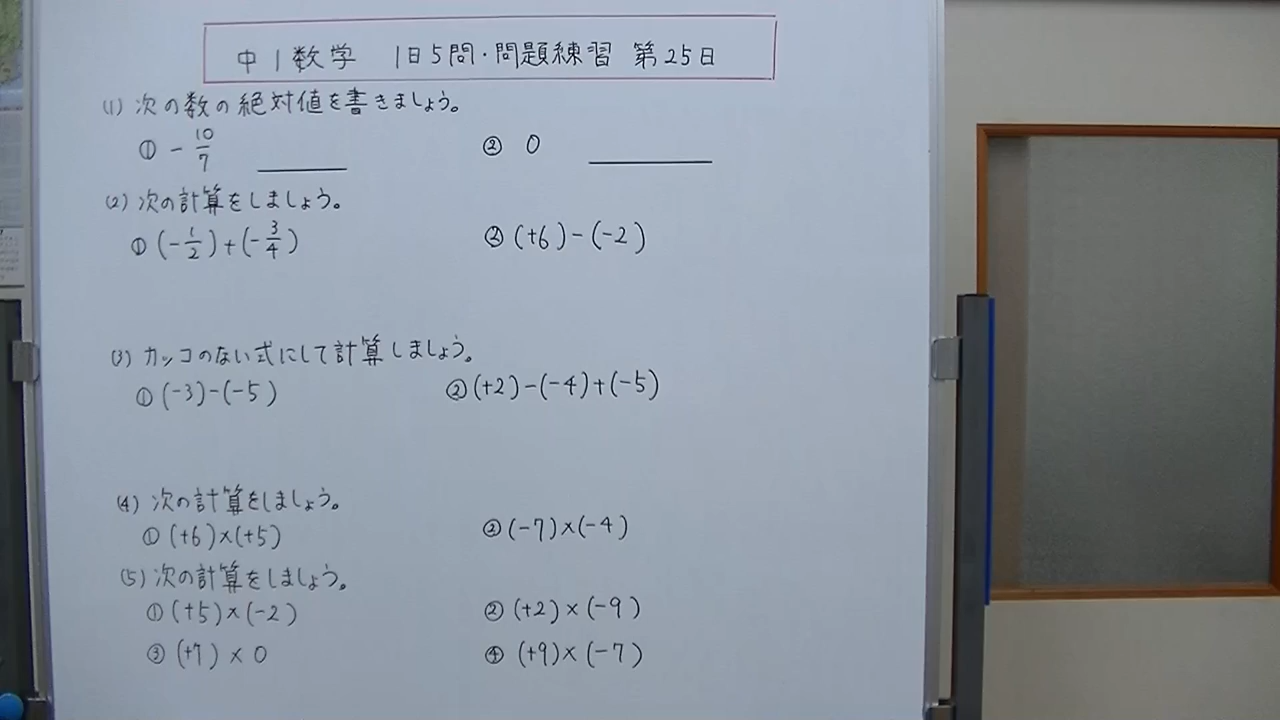 中1数学 1日5問・問題練習 第25日
(1) 次の数の絶対値を書きましょう。
① -10/7 ② 0
(2) 次の計算をしましょう。
① (-1/2)+(-3/4) ② (+6)-(-2)
(3) カッコのない式にして計算しましょう。
① (-3)-(-5) ② (+2)-(-4)+(-5)
(4) 次の計算をしましょう。
① (+6)×(+5) ② (-7)×(-4)
(5) 次の計算をしましょう。
① (+5)×(-2) ② (+2)×(-9)
③ (+7)×0 ④ (+9)×(-7)